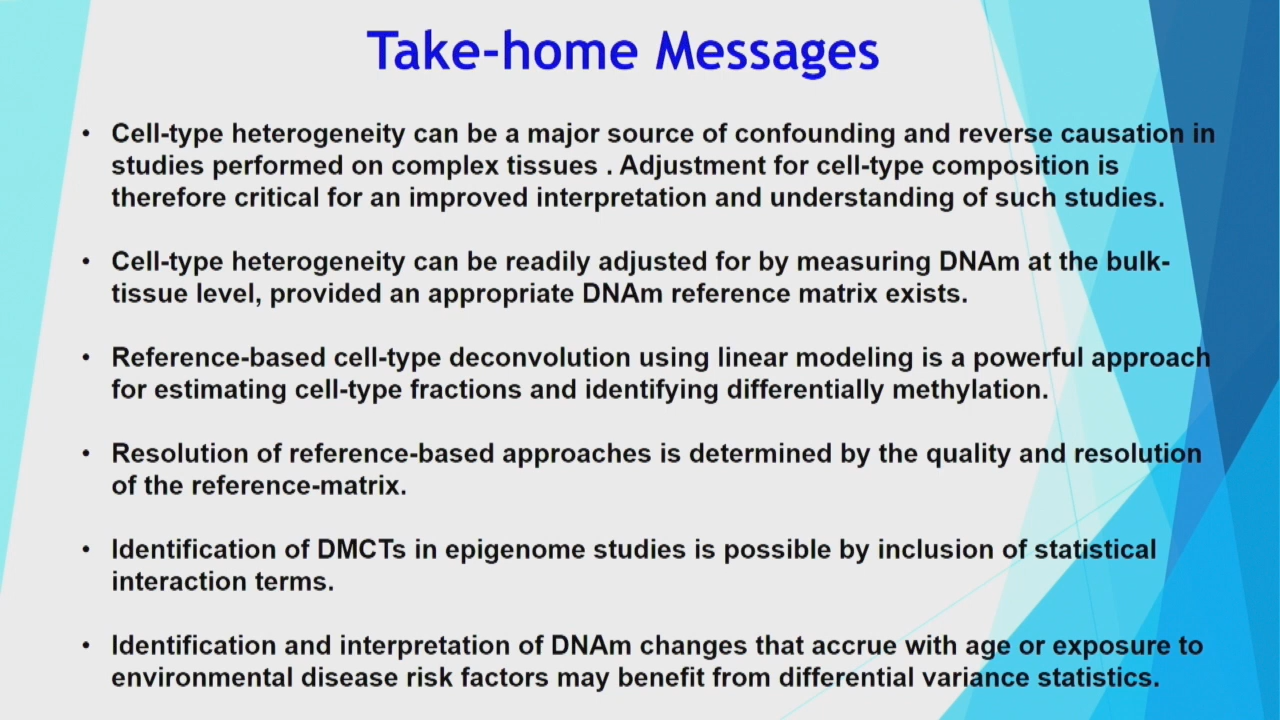 Take-home Messages
• Cell-type heterogeneity can be a major source of confounding and reverse causation in
studies performed on complex tissues . Adjustment for cell-type composition is
therefore critical for an improved interpretation and understanding of such studies.
• Cell-type heterogeneity can be readily adjusted for by measuring DNAm at the bulk-
tissue level, provided an appropriate DNAm reference matrix exists.
• Reference-based cell-type deconvolution using linear modeling is a powerful approach
for estimating cell-type fractions and identifying differentially methylation.
• Resolution of reference-based approaches is determined by the quality and resolution
of the reference-matrix.
• Identification of DMCTs in epigenome studies is possible by inclusion of statistical
interaction terms.
• Identification and interpretation of DNAm changes that accrue with age or exposure to
environmental disease risk factors may benefit from differential variance statistics.